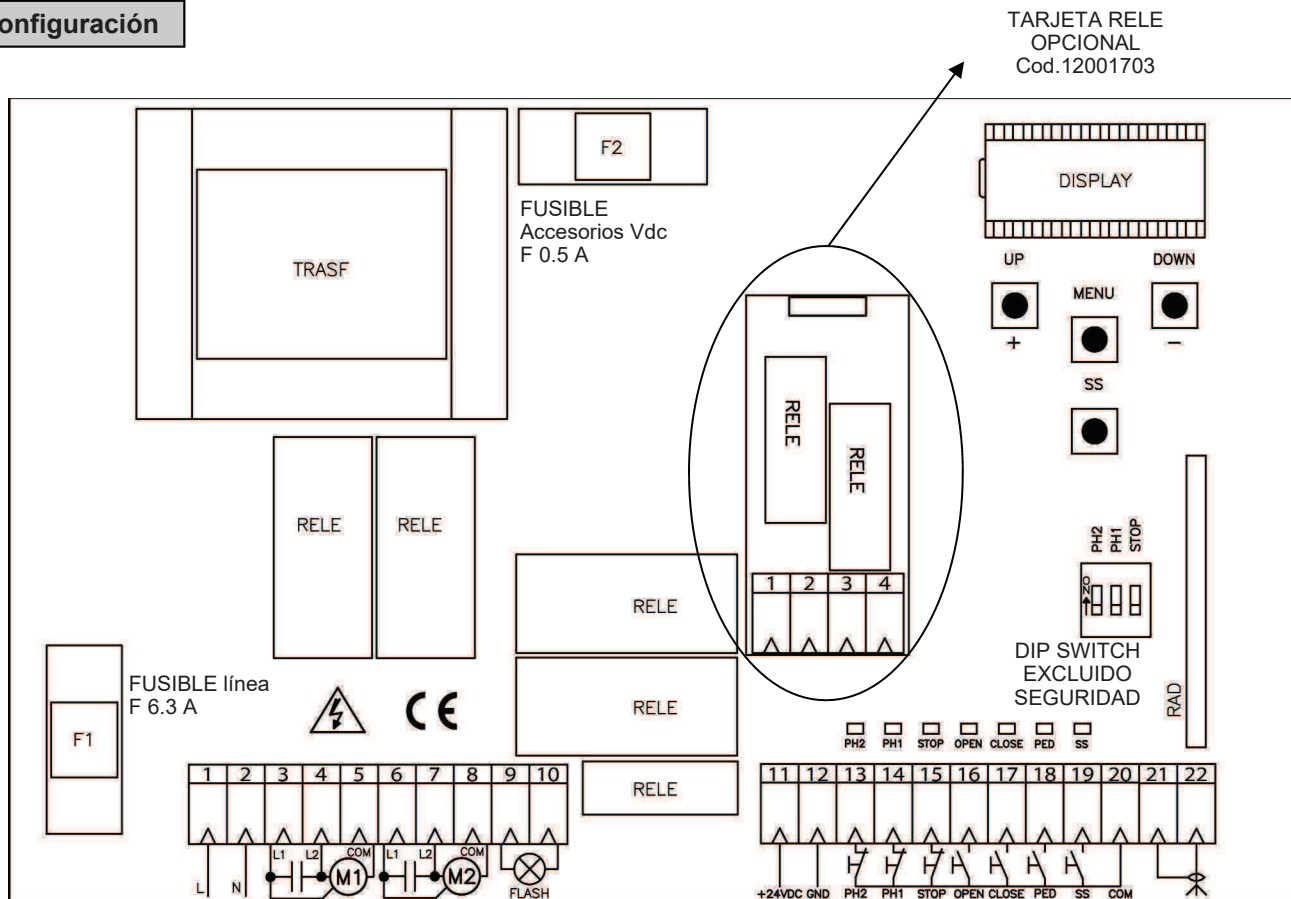 onfiguración
TARJETA RELE
OPCIONAL
Cod.12001703
F2
FUSIBLE
Accesorios Vdc
F 0.5 A
TRASF
DISPLAY
UP
DOWN
MENU
+
−
SS
RELE
RELE
RELE
RELE
1 2 3 4
PH2
PH1
STOP
ON
DIP SWITCH
EXCLUIDO
SEGURIDAD
RAD
FUSIBLE línea
F 6.3 A
F1
CE
RELE
RELE
RELE
PH2 PH1 STOP OPEN CLOSE PED SS
1 2 3 4 5 6 7 8 9 10
11 12 13 14 15 16 17 18 19 20 21 22
L N L1 L2 COM M1 L1 L2 COM M2 FLASH
+24VDC GND PH2 PH1 STOP OPEN CLOSE PED SS COM